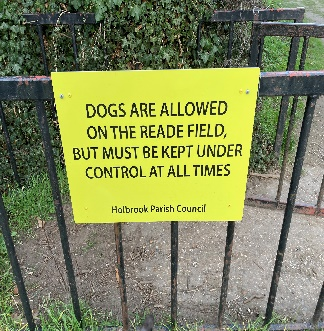 DOGS ARE ALLOWED
ON THE READE FIELD,
BUT MUST BE KEPT UNDER
CONTROL AT ALL TIMES
Holbrook Parish Council